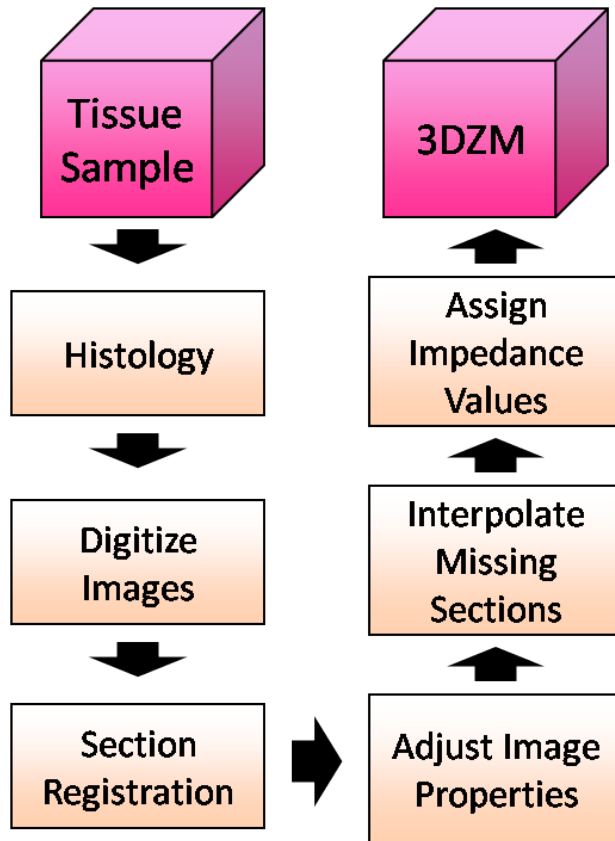 Tissue
Sample
Histology
Digitize
Images
Section
Registration
Adjust Image
Properties
Interpolate
Missing
Sections
Assign
Impedance
Values
3DZM